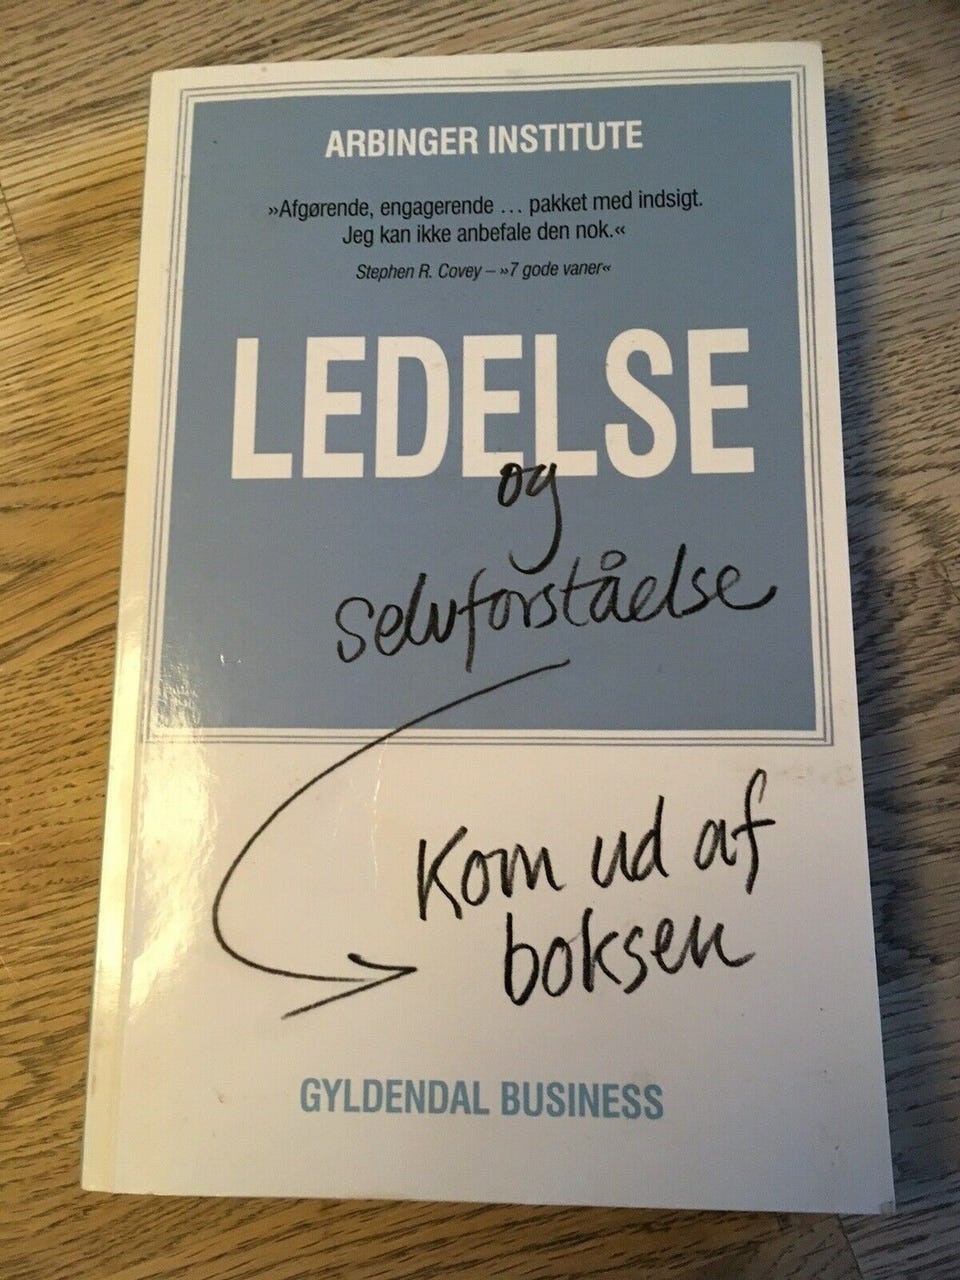 ARBINGER INSTITUTE
»Afgørende, engagerende ... pakket med indsigt.
Jeg kan ikke anbefale den nok.«
Stephen R. Covey – »7 gode vaner«
LEDELSE
og
selvforståelse
Kom ud af
boksen
GYLDENDAL BUSINESS